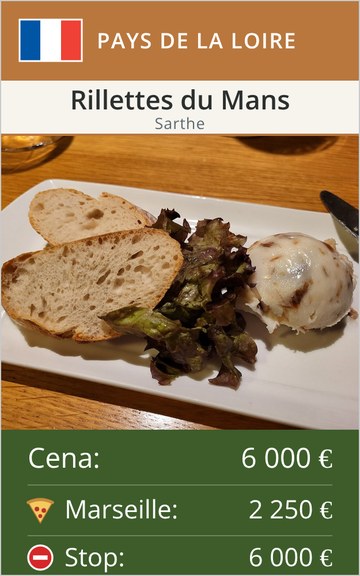 PAYS DE LA LOIRE
Rillettes du Mans
Sarthe
Cena: 6 000 €
Marseille: 2 250 €
Stop: 6 000 €